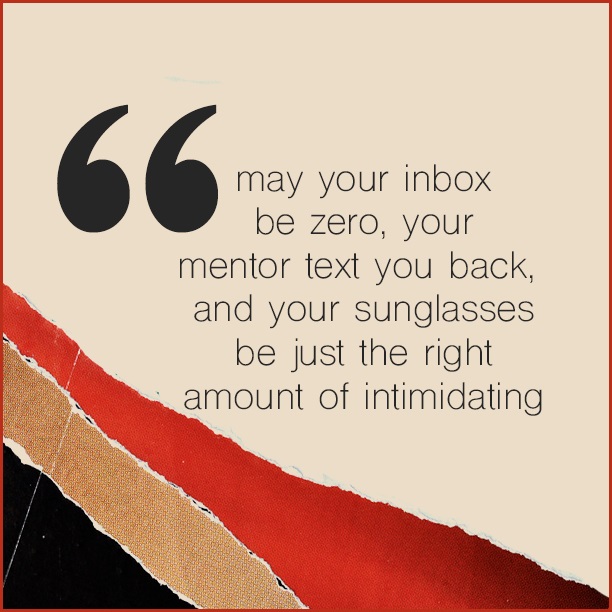 “
may your inbox
be zero, your
mentor text you back,
and your sunglasses
be just the right
amount of intimidating